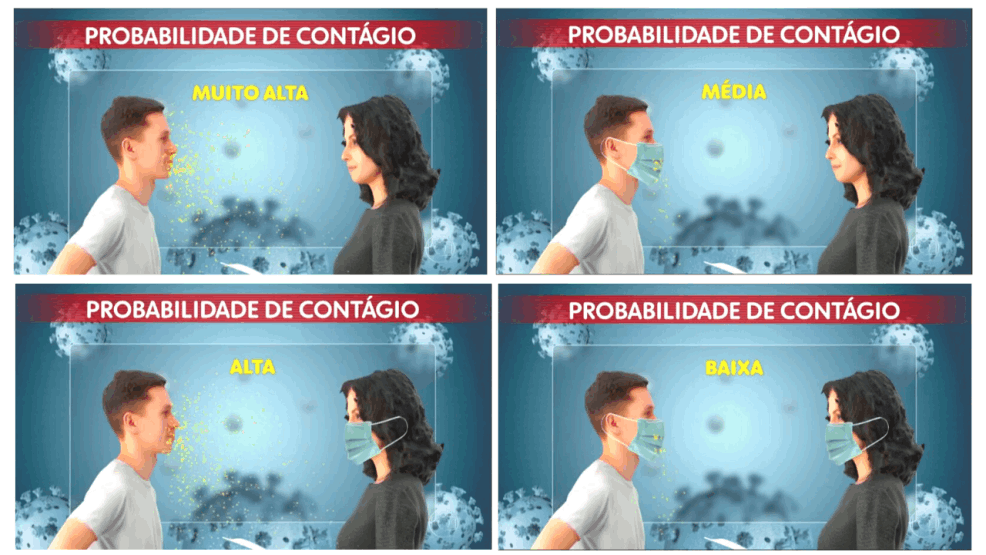 PROBABILIDADE DE CONTÁGIO
MUITO ALTA
PROBABILIDADE DE CONTÁGIO
MÉDIA
PROBABILIDADE DE CONTÁGIO
ALTA
PROBABILIDADE DE CONTÁGIO
BAIXA